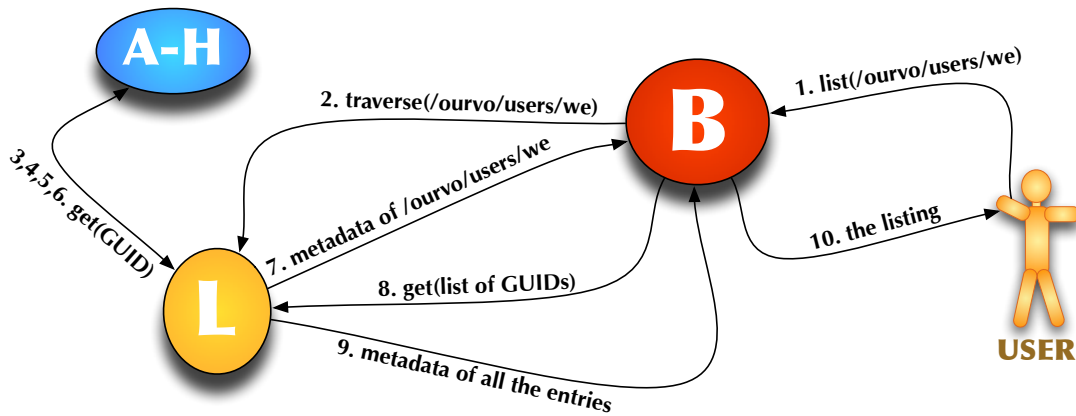 A-H
1. list(/ourvo/users/we)
2. traverse(/ourvo/users/we)
B
3,4,5,6. get(GUID)
7. metadata of /ourvo/users/we
10. the listing
8. get(list of GUIDs)
L
9. metadada of all the entries
USER